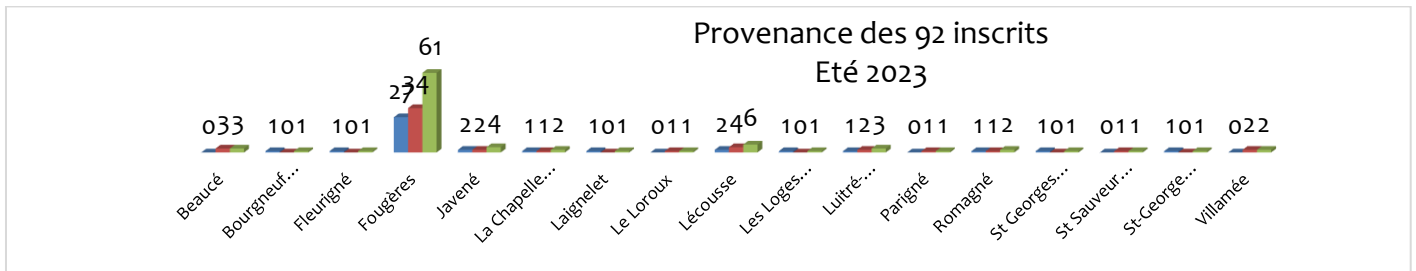 Provenance des 92 inscrits
Eté 2023
61
27 34
0 3 3 1 0 1 1 0 1 2 2 4 1 1 2 1 0 1 0 1 1 2 4 6 1 0 1 1 2 3 0 1 1 1 1 2 1 0 1 0 1 1 1 0 1 0 2 2
Beaucé
Bourgneuf...
Fleurigné
Fougères
Javené
La Chapelle...
Laignelet
Le Loroux
Lécousse
Les Loges...
Luitré-...
Parigné
Romagné
St Georges...
St Sauveur...
St-George...
Villamée